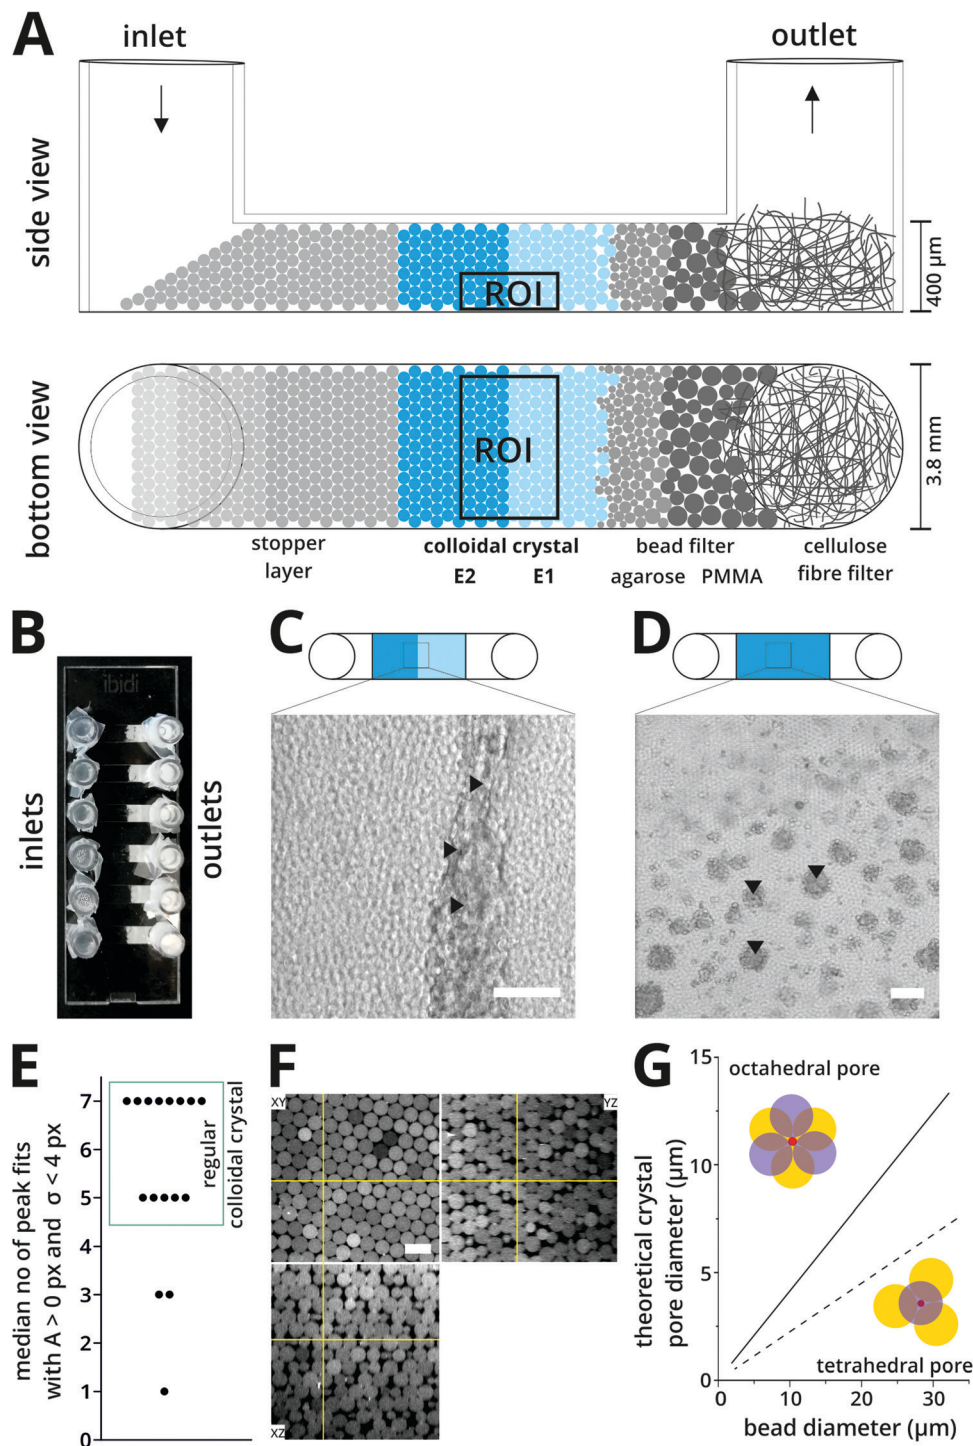 A
inlet
outlet
side view
ROI
400 µm
bottom view
ROI
3.8 mm
stopper
layer
colloidal crystal
E2 E1
bead filter
agarose PMMA
cellulose
fibre filter
B
ibidi
inlets
outlets
C
D
E
median no of peak fits
with A > 0 px and σ < 4 px
7
6
5
4
3
2
1
0
regular
colloidal crystal
F
XY
YZ
XZ
G
theoretical crystal
pore diameter (µm)
15
10
5
0
octahedral pore
tetrahedral pore
0 10 20 30
bead diameter (µm)